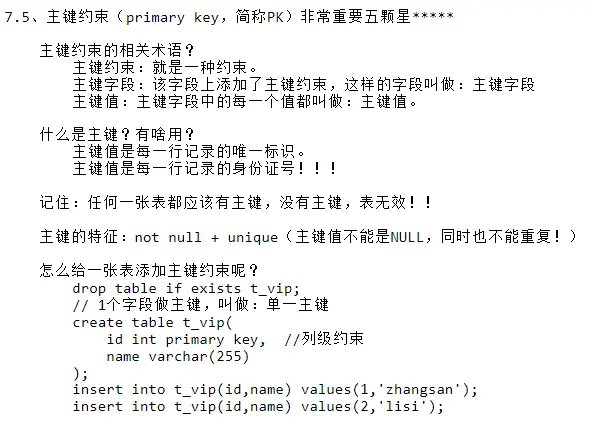 7.5、主键约束（primary key，简称PK）非常重要五颗星*****
主键约束的相关术语？
主键约束：就是一种约束。
主键字段：该字段上添加了主键约束，这样的字段叫做：主键字段
主键值：主键字段中的每一个值都叫做：主键值。
什么是主键？有啥用？
主键值是每一行记录的唯一标识。
主键值是每一行记录的身份证号！！！
记住：任何一张表都应该有主键，没有主键，表无效！！
主键的特征：not null + unique（主键值不能是NULL，同时也不能重复！）
怎么给一张表添加主键约束呢？
drop table if exists t_vip;
// 1个字段做主键，叫做：单一主键
create table t_vip(
id int primary key,  //列级约束
name varchar(255)
);
insert into t_vip(id,name) values(1,'zhangsan');
insert into t_vip(id,name) values(2,'lisi');